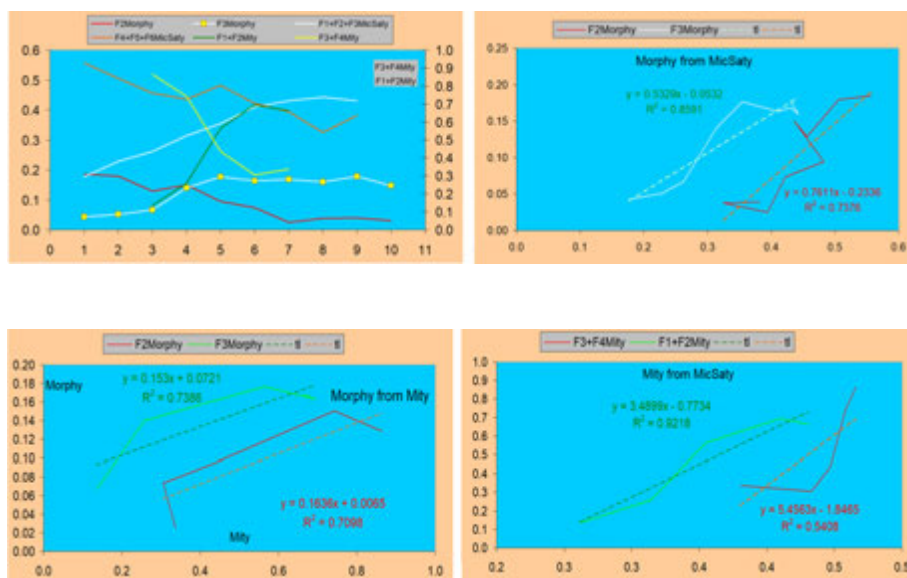 F2Morphy F3Morphy F1+F2+F3MicSaty
F4+F5+F6MicSaty F1+F2Mity F3+F4Mity
0.6
0.5
0.4
0.3
0.2
0.1
0.0
1.0
0.9
0.8
0.7
0.6
0.5
0.4
0.3
0.2
0.1
0
F3+F4Mity
F1+F2Mity
0 1 2 3 4 5 6 7 8 9 10 11
F2Morphy F3Morphy tl tl
Morphy from MicSaty
0.25
0.20
0.15
0.10
0.05
0.00
y = 0.5329x - 0.0532
R² = 0.8591
y = 0.7611x - 0.2336
R² = 0.7376
0.0 0.1 0.2 0.3 0.4 0.5 0.6
F2Morphy F3Morphy tl tl
0.20
0.18
0.16
0.14
0.12
0.10
0.08
0.06
0.04
0.02
0.00
Morphy
y = 0.153x + 0.0721
R² = 0.7386
Morphy from Mity
y = 0.1636x + 0.0065
R² = 0.7098
Mity
0.0 0.2 0.4 0.6 0.8 1.0
F3+F4Mity F1+F2Mity tl tl
Mity from MicSaty
1.0
0.9
0.8
0.7
0.6
0.5
0.4
0.3
0.2
0.1
0.0
y = 3.4899x - 0.7734
R² = 0.9218
y = 5.4563x - 1.9465
R² = 0.5408
0.2 0.2 0.3 0.3 0.4 0.4 0.5 0.5